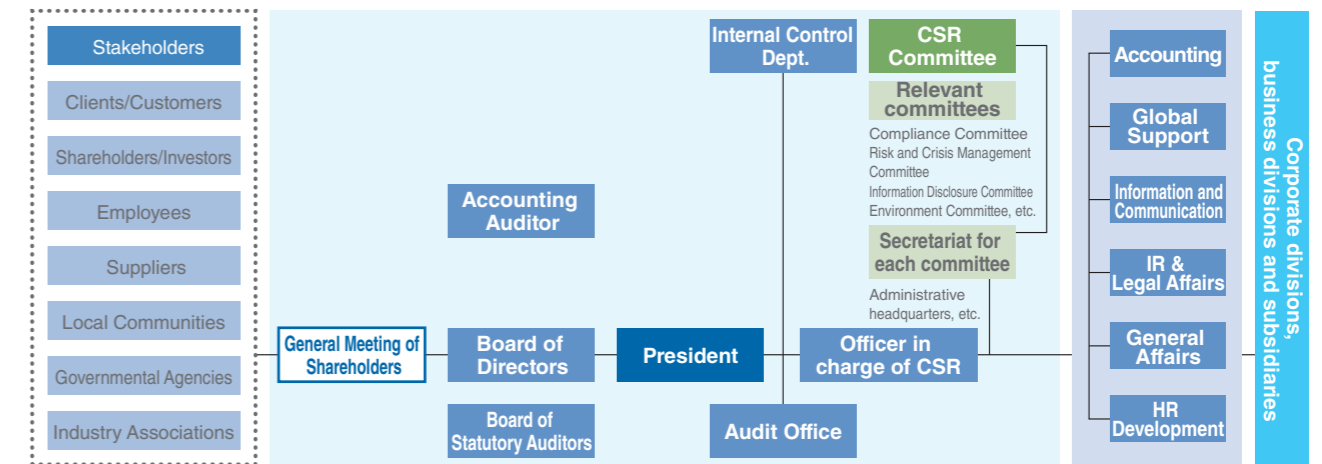 Stakeholders
Clients/Customers
Shareholders/Investors
Employees
Suppliers
Local Communities
Governmental Agencies
Industry Associations
General Meeting of
Shareholders
Accounting
Auditor
Board of
Directors
Board of
Statutory Auditors
President
Internal Control
Dept.
Audit Office
CSR
Committee
Relevant
committees
Compliance Committee
Risk and Crisis Management
Committee
Information Disclosure Committee
Environment Committee, etc.
Secretariat for
each committee
Administrative
headquarters, etc.
Officer in
charge of CSR
Accounting
Global
Support
Information and
Communication
IR &
Legal Affairs
General
Affairs
HR
Development
Corporate divisions,
business divisions and subsidiaries